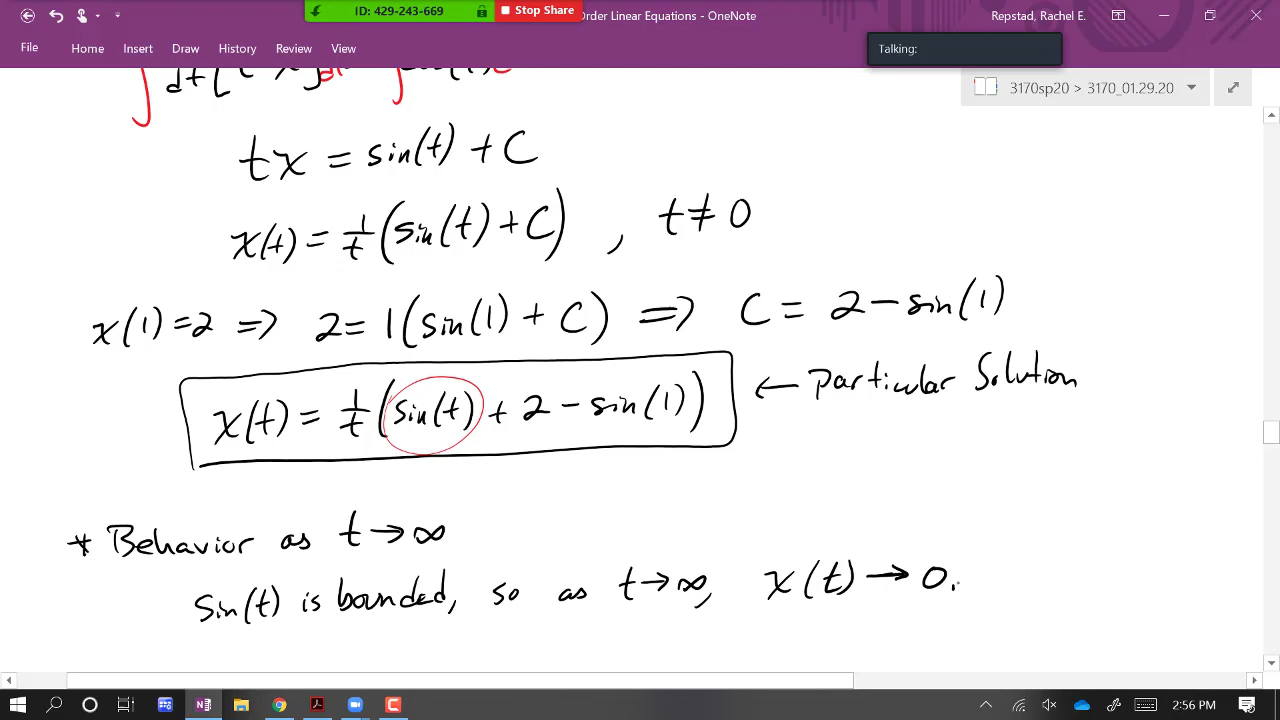 ID: 429-243-669
Stop Share
Order Linear Equations - OneNote
Repstad, Rachel E.
File
Home
Insert
Draw
History
Review
View
Talking:
3170sp20 > 3170_01.29.20
tx = sin(t) + C
x(t) = 1/t (sin(t) + C) , t ≠ 0
x(1) = 2 ⇒ 2 = 1(sin(1) + C) ⇒ C = 2 - sin(1)
x(t) = 1/t (sin(t) + 2 - sin(1)) ← Particular Solution
* Behavior as t → ∞
sin(t) is bounded, so as t → ∞, x(t) → 0.
2:56 PM